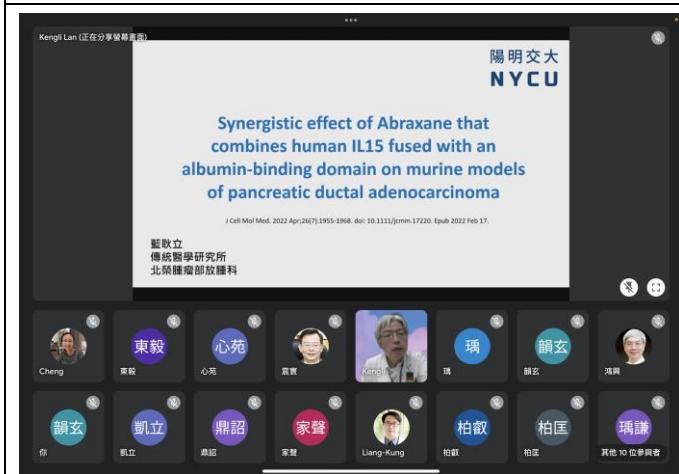 Kengli Lan (正在分享螢幕畫面)
陽明交大
NYCU
Synergistic effect of Abraxane that
combines human IL15 fused with an
albumin-binding domain on murine models
of pancreatic ductal adenocarcinoma
J Cell Mol Med. 2022 Apr;26(7):1955-1968. doi: 10.1111/jcmm.17220. Epub 2022 Feb 17.
藍耿立
傳統醫學研究所
北榮腫瘤部放腫科
東毅
心苑
瑀
韻玄
Cheng
東毅
心苑
震寰
Kengli
瑀
韻玄
鴻興
韻玄
凱立
鼎詔
家聲
柏叡
柏匡
瑀謙
你
凱立
鼎詔
家聲
Liang-Kung
柏叡
柏匡
其他 10 位參與者